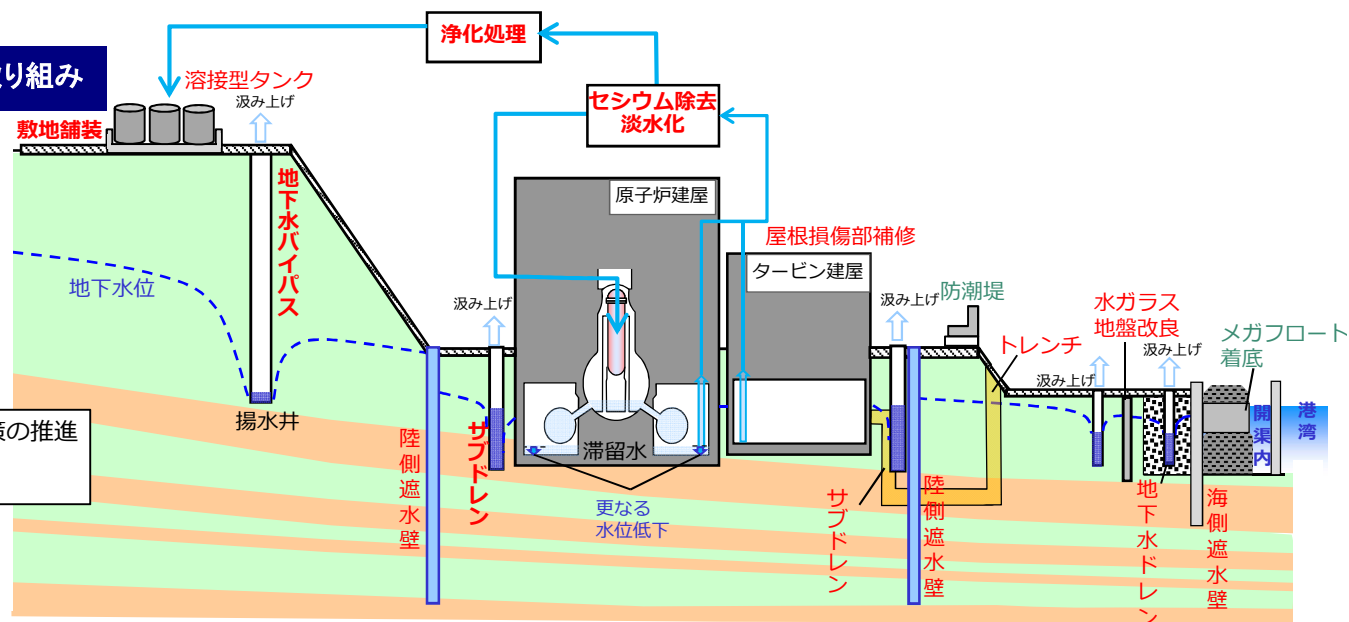 り組み
浄化処理
溶接型タンク
汲み上げ
敷地舗装
セシウム除去
淡水化
地下水バイパス
原子炉建屋
屋根損傷部補修
タービン建屋
地下水位
汲み上げ
汲み上げ
防潮堤
水ガラス
地盤改良
トレンチ
汲み上げ
汲み上げ
メガフロート
着底
開渠内
港湾
揚水井
策の推進
陸側遮水壁
サブドレン
滞留水
更なる
水位低下
サブドレン
陸側遮水壁
地下水ドレン
海側遮水壁